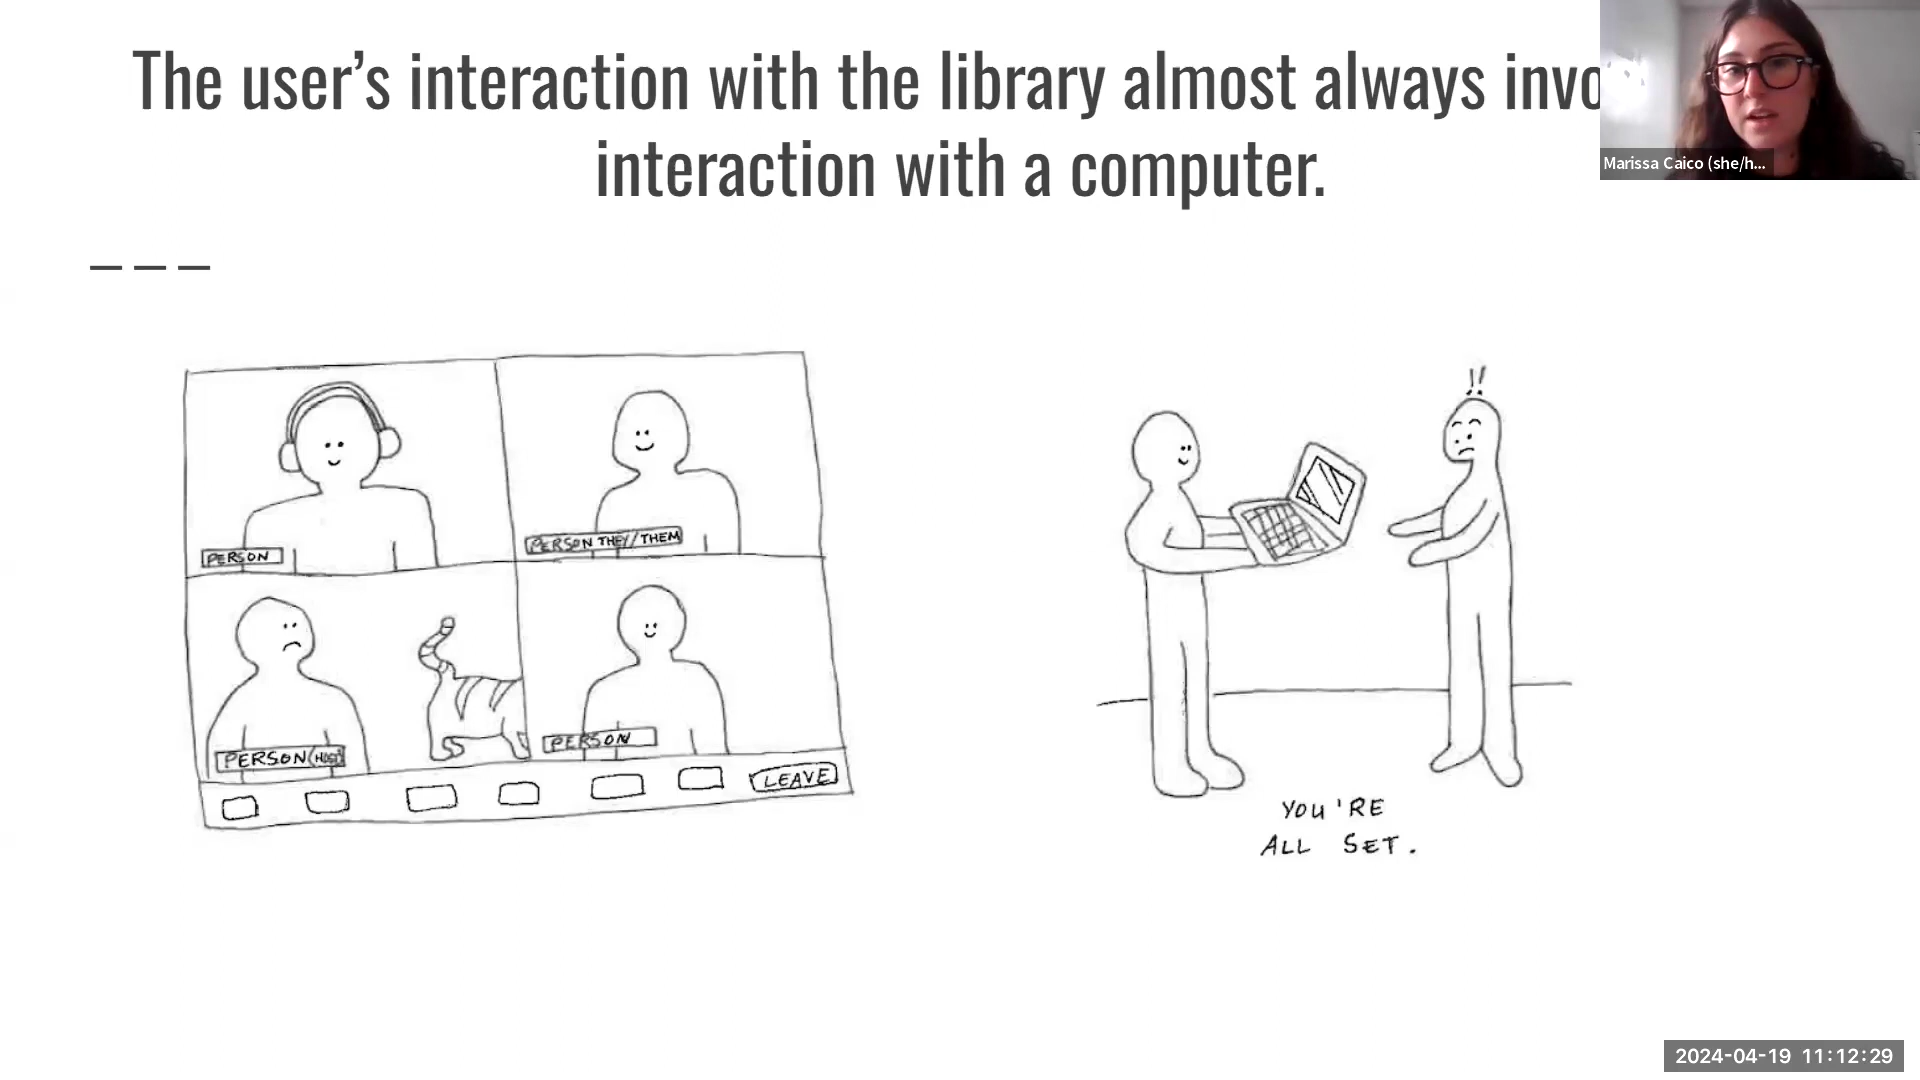 The user’s interaction with the library almost always invo
interaction with a computer.
Marissa Caico (she/h...
PERSON
PERSON THEY/THEM
PERSON (HOST)
PERSON
LEAVE
!!
YOU'RE
ALL SET.
2024-04-19 11:12:29